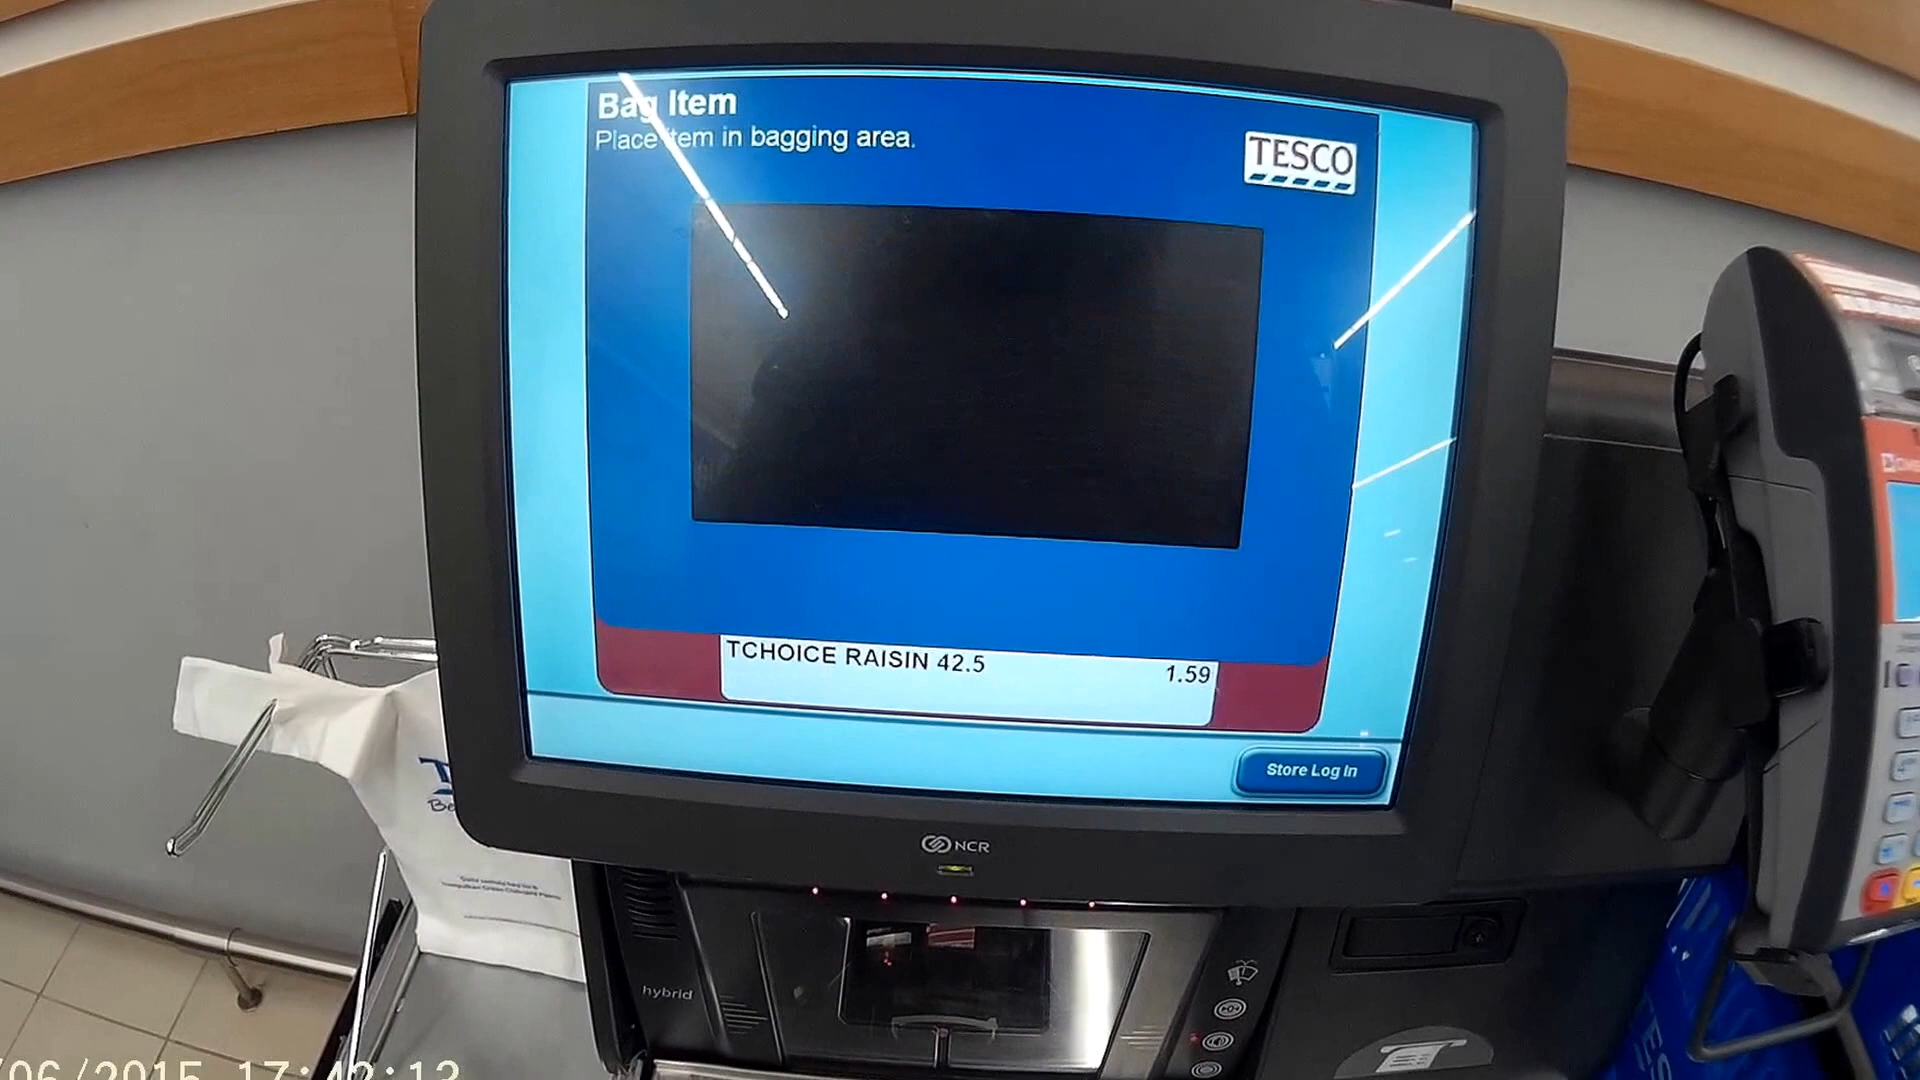 Bag Item
Place item in bagging area.
TESCO
TCHOICE RAISIN 42.5
1.59
Store Log In
NCR
hybrid
/06/2015 17:42:13